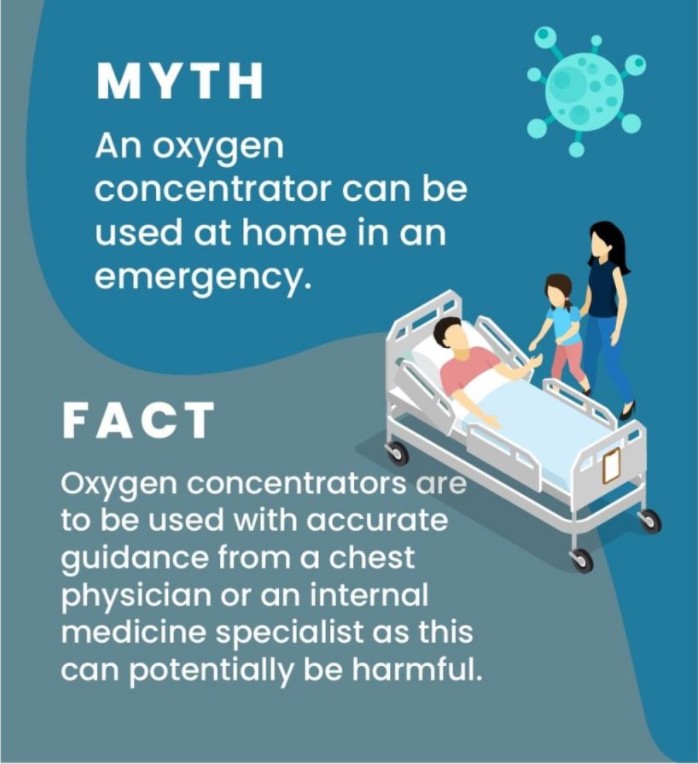 MYTH
An oxygen
concentrator can be
used at home in an
emergency.
FACT
Oxygen concentrators are
to be used with accurate
guidance from a chest
physician or an internal
medicine specialist as this
can potentially be harmful.